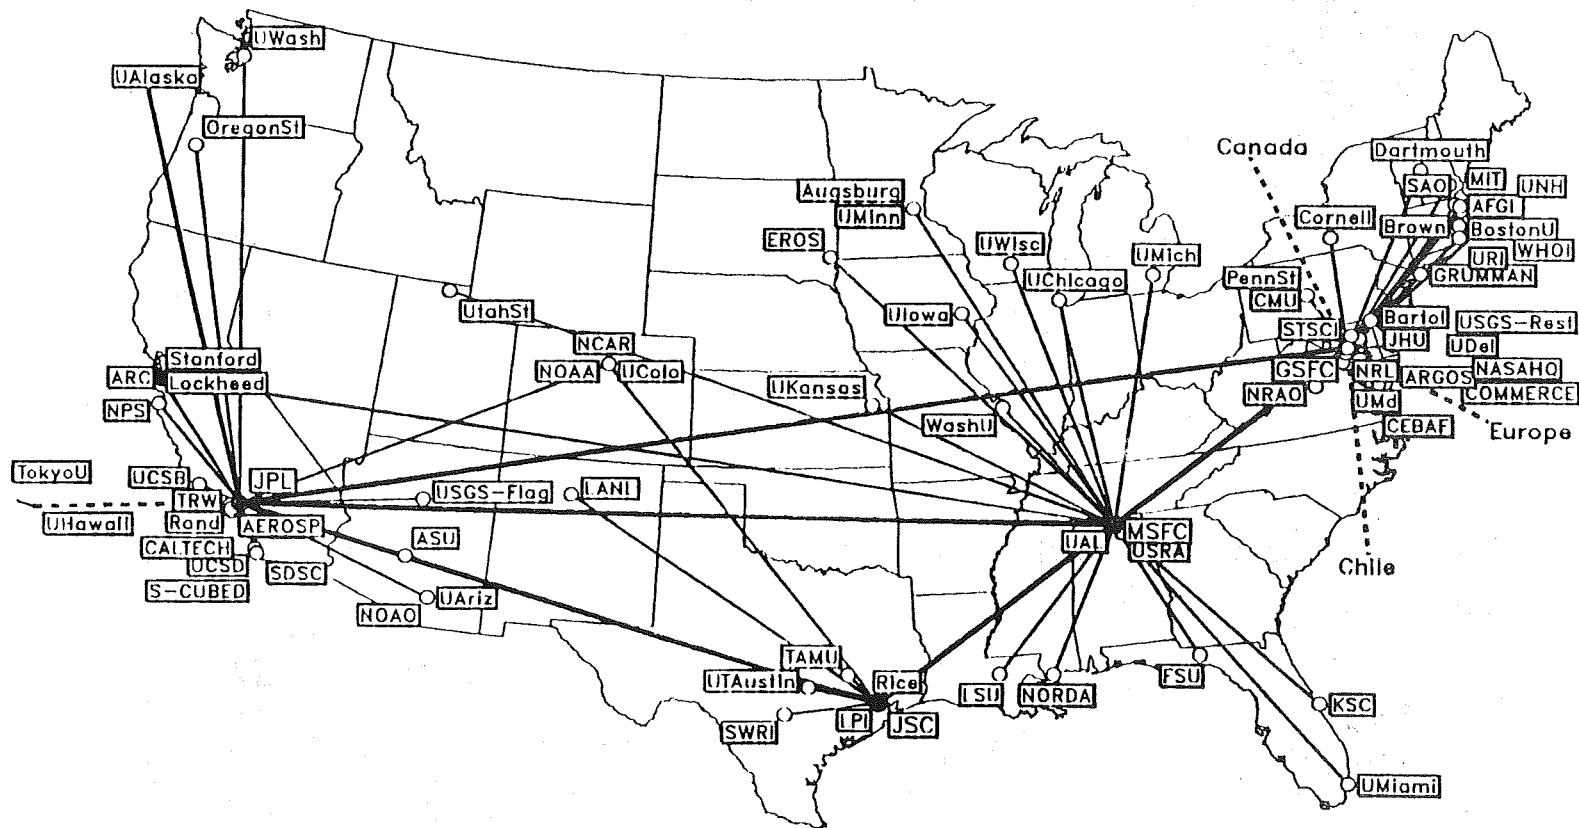 UWash
UAlaska
OregonSt
Canada
Dartmouth
SAO
MIT
UNH
AFGL
Augsburg
UMinn
Cornell
Brown
BostonU
EROS
UWisc
UMich
WHOI
URI
UChicago
PennSt
GRUMMAN
CMU
UtahSt
UIowa
Bartol
USGS-Rest
STSCI
JHU
UDel
NCAR
Stanford
NOAA
UColo
GSFC
NRL
ARGOS
NASAHQ
ARC
Lockheed
UKansas
NRAO
UMd
COMMERCE
NPS
WashU
CEBAF
Europe
TokyoU
UCSB
JPL
USGS-Flag
LANL
TRW
UHawaii
Rand
AEROSP
ASU
UAL
MSFC
CALTECH
USRA
UCSD
SDSC
Chile
S-CUBED
UAriz
NOAO
TAMU
UTAustin
Rice
LSU
NORDA
FSU
KSC
SWRI
LPI
JSC
UMiami